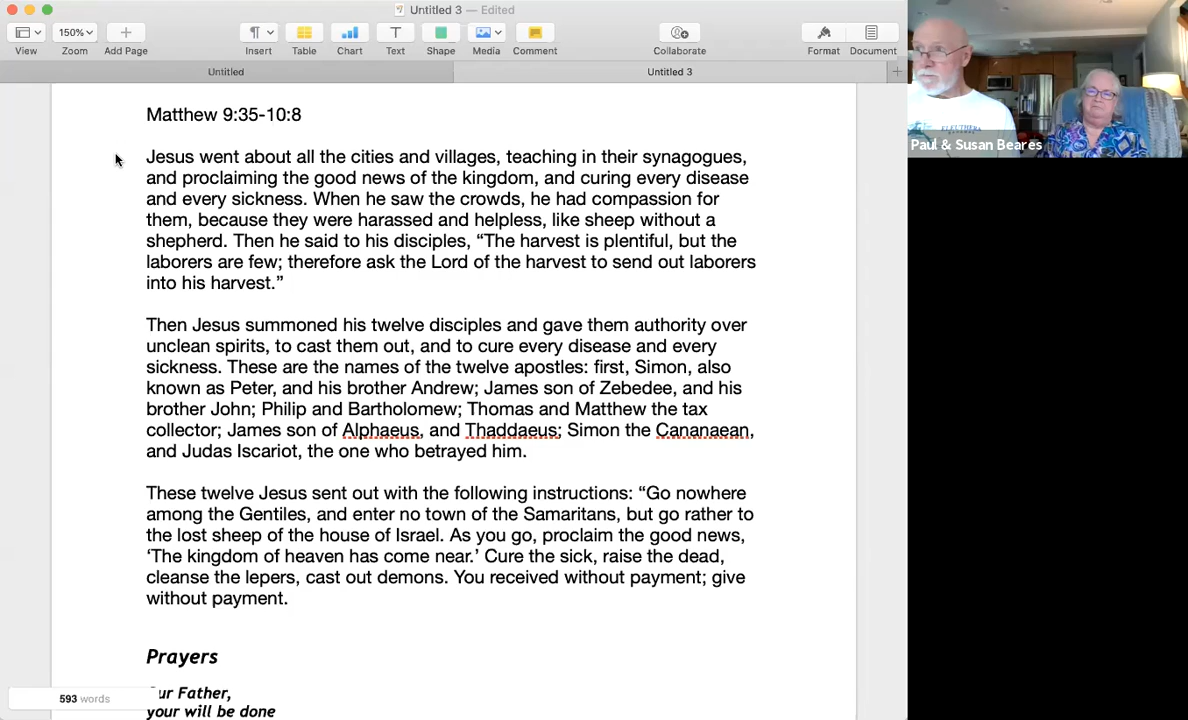 Untitled 3 — Edited
View
150%
Zoom
Add Page
Insert
Table
Chart
Text
Shape
Media
Comment
Collaborate
Format
Document
Untitled
Untitled 3
Matthew 9:35-10:8
Jesus went about all the cities and villages, teaching in their synagogues,
and proclaiming the good news of the kingdom, and curing every disease
and every sickness. When he saw the crowds, he had compassion for
them, because they were harassed and helpless, like sheep without a
shepherd. Then he said to his disciples, “The harvest is plentiful, but the
laborers are few; therefore ask the Lord of the harvest to send out laborers
into his harvest.”
Then Jesus summoned his twelve disciples and gave them authority over
unclean spirits, to cast them out, and to cure every disease and every
sickness. These are the names of the twelve apostles: first, Simon, also
known as Peter, and his brother Andrew; James son of Zebedee, and his
brother John; Philip and Bartholomew; Thomas and Matthew the tax
collector; James son of Alphaeus, and Thaddaeus; Simon the Cananaean,
and Judas Iscariot, the one who betrayed him.
These twelve Jesus sent out with the following instructions: “Go nowhere
among the Gentiles, and enter no town of the Samaritans, but go rather to
the lost sheep of the house of Israel. As you go, proclaim the good news,
‘The kingdom of heaven has come near.’ Cure the sick, raise the dead,
cleanse the lepers, cast out demons. You received without payment; give
without payment.
Prayers
ur Father,
your will be done
593 words
ELEUTHERA
Paul & Susan Beares